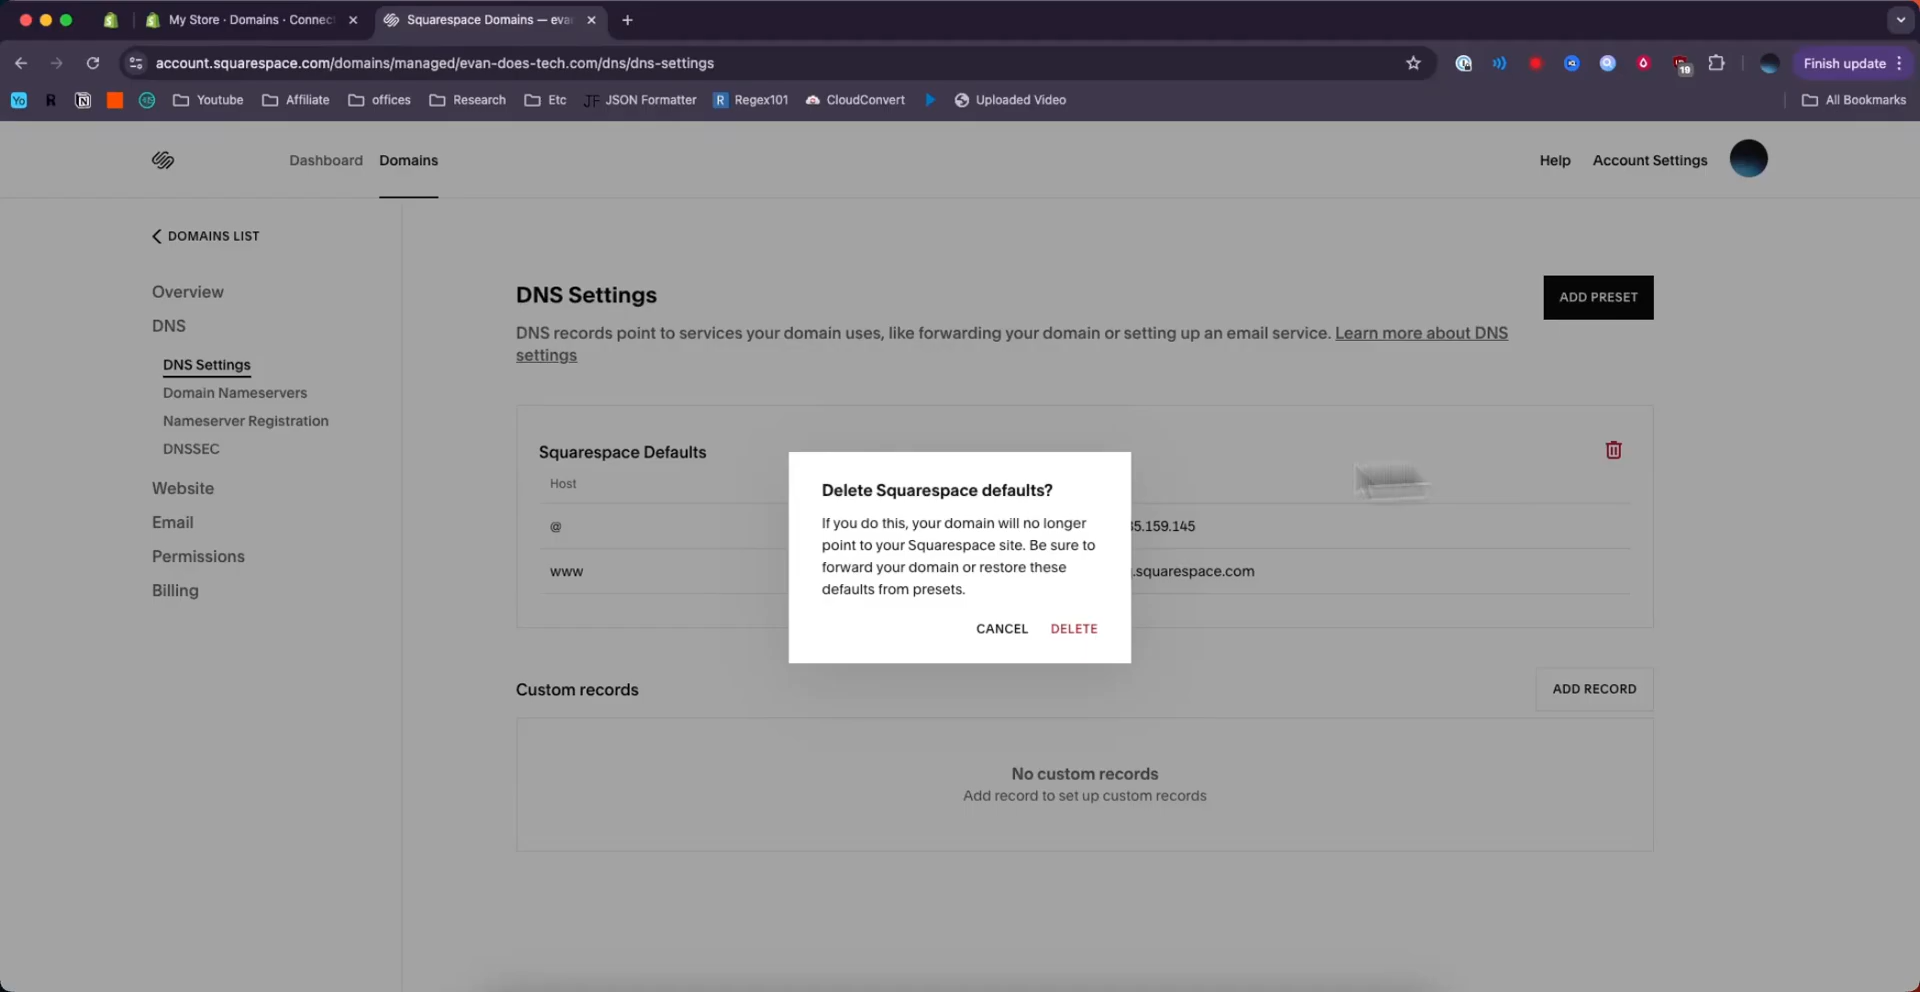 My Store · Domains · Connec
Squarespace Domains — eva
account.squarespace.com/domains/managed/evan-does-tech.com/dns/dns-settings
19
Finish update
Yo
R
Youtube
Affiliate
offices
Research
Etc
JF JSON Formatter
R Regex101
CloudConvert
Uploaded Video
All Bookmarks
Dashboard
Domains
Help
Account Settings
DOMAINS LIST
Overview
DNS
DNS Settings
Domain Nameservers
Nameserver Registration
DNSSEC
Website
Email
Permissions
Billing
DNS Settings
ADD PRESET
DNS records point to services your domain uses, like forwarding your domain or setting up an email service. Learn more about DNS
settings
Squarespace Defaults
Host
@
35.159.145
www
.squarespace.com
Delete Squarespace defaults?
If you do this, your domain will no longer
point to your Squarespace site. Be sure to
forward your domain or restore these
defaults from presets.
CANCEL
DELETE
Custom records
ADD RECORD
No custom records
Add record to set up custom records